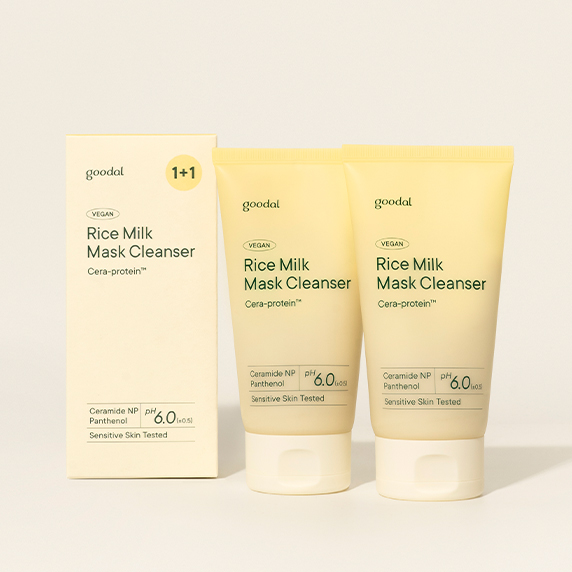 goodal
1+1
VEGAN
Rice Milk
Mask Cleanser
Cera-protein™
Ceramide NP
Panthenol
pH 6.0 (±0.5)
Sensitive Skin Tested
goodal
VEGAN
Rice Milk
Mask Cleanser
Cera-protein™
Ceramide NP
Panthenol
pH 6.0 (±0.5)
Sensitive Skin Tested
goodal
VEGAN
Rice Milk
Mask Cleanser
Cera-protein™
Ceramide NP
Panthenol
pH 6.0 (±0.5)
Sensitive Skin Tested